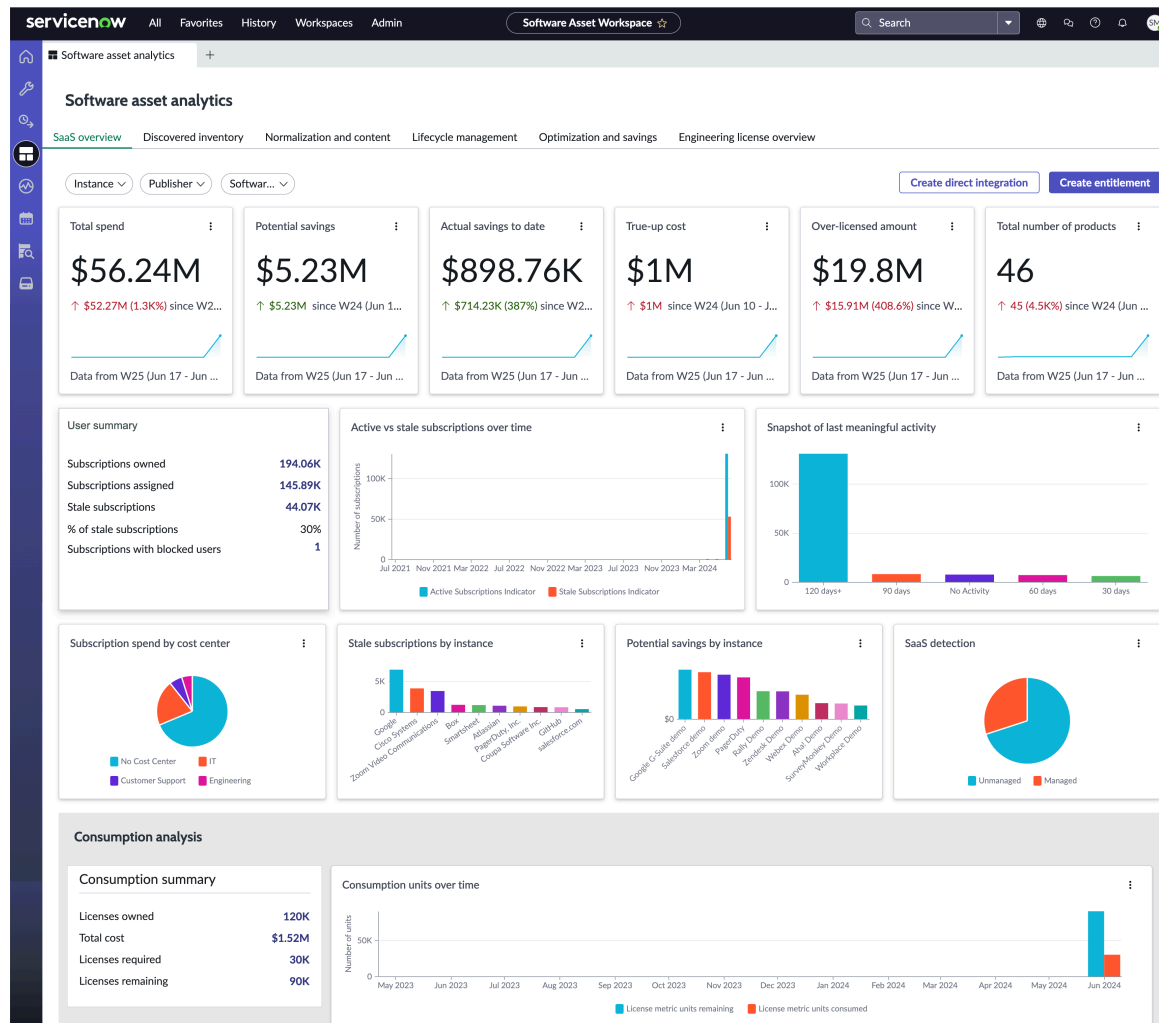 servicenow All Favorites History Workspaces Admin Software Asset Workspace Search SM
Software asset analytics
Software asset analytics
SaaS overview Discovered inventory Normalization and content Lifecycle management Optimization and savings Engineering license overview
Instance Publisher Softwar... Create direct integration Create entitlement
Total spend
$56.24M
$52.27M (1.3K%) since W2...
Data from W25 (Jun 17 - Jun ...
Potential savings
$5.23M
$5.23M since W24 (Jun 1...
Data from W25 (Jun 17 - Jun ...
Actual savings to date
$898.76K
$714.23K (387%) since W2...
Data from W25 (Jun 17 - Jun ...
True-up cost
$1M
$1M since W24 (Jun 10 - J...
Data from W25 (Jun 17 - Jun ...
Over-licensed amount
$19.8M
$15.91M (408.6%) since W...
Data from W25 (Jun 17 - Jun ...
Total number of products
46
45 (4.5K%) since W24 (Jun ...
Data from W25 (Jun 17 - Jun ...
User summary
Subscriptions owned 194.06K
Subscriptions assigned 145.89K
Stale subscriptions 44.07K
% of stale subscriptions 30%
Subscriptions with blocked users 1
Active vs stale subscriptions over time
Number of subscriptions
100K
50K
0
Jul 2021 Nov 2021 Mar 2022 Jul 2022 Nov 2022 Mar 2023 Jul 2023 Nov 2023 Mar 2024
Active Subscriptions Indicator Stale Subscriptions Indicator
Snapshot of last meaningful activity
100K
50K
0
120 days+ 90 days No Activity 60 days 30 days
Subscription spend by cost center
No Cost Center IT
Customer Support Engineering
Stale subscriptions by instance
5K
0
Google
Cisco Systems
Zoom Video Communications
Box
Smartsheet
Atlassian
PagerDuty, Inc.
Coupa Software Inc.
GitHub
salesforce.com
Potential savings by instance
$0
Google G-Suite demo
Salesforce demo
Zoom demo
PagerDuty
Rally Demo
Zendesk Demo
Webex Demo
Aha! Demo
SurveyMonkey Demo
Workplace Demo
SaaS detection
Unmanaged Managed
Consumption analysis
Consumption summary
Licenses owned 120K
Total cost $1.52M
Licenses required 30K
Licenses remaining 90K
Consumption units over time
Number of units
50K
0
May 2023 Jun 2023 Jul 2023 Aug 2023 Sep 2023 Oct 2023 Nov 2023 Dec 2023 Jan 2024 Feb 2024 Mar 2024 Apr 2024 May 2024 Jun 2024
License metric units remaining License metric units consumed